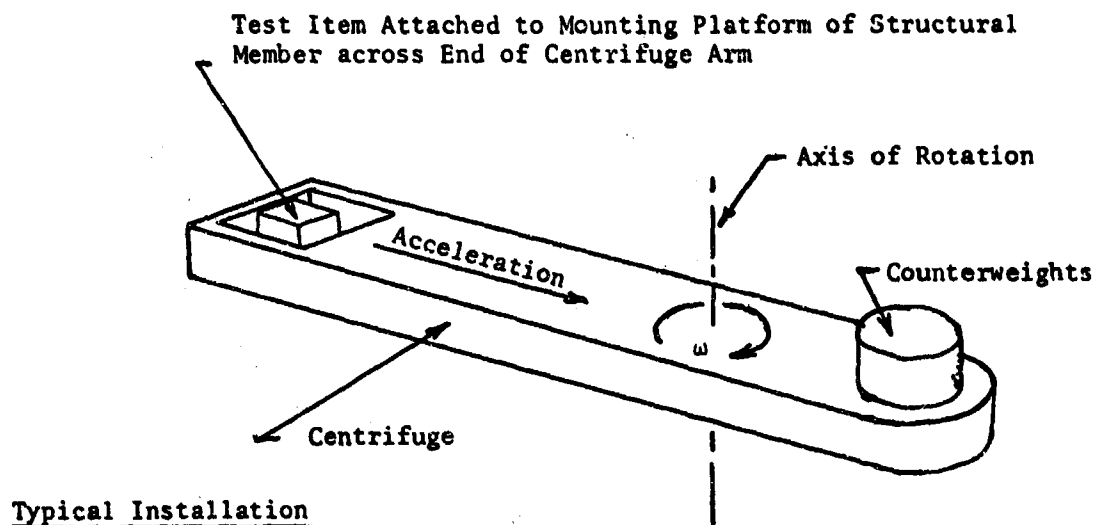 Test Item Attached to Mounting Platform of Structural
Member across End of Centrifuge Arm
Axis of Rotation
Acceleration
Counterweights
ω
Centrifuge
Typical Installation